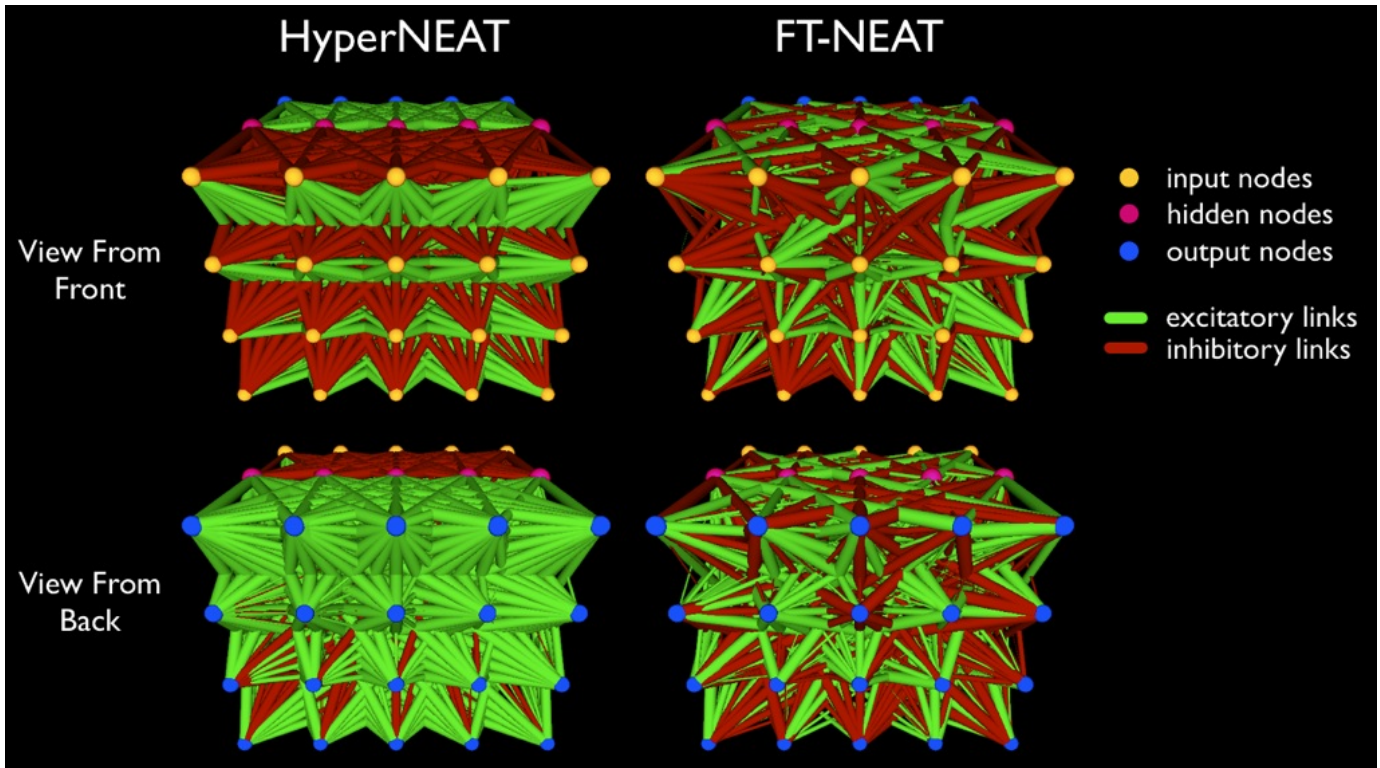 HyperNEAT
FT-NEAT
View From
Front
input nodes
hidden nodes
output nodes
excitatory links
inhibitory links
View From
Back